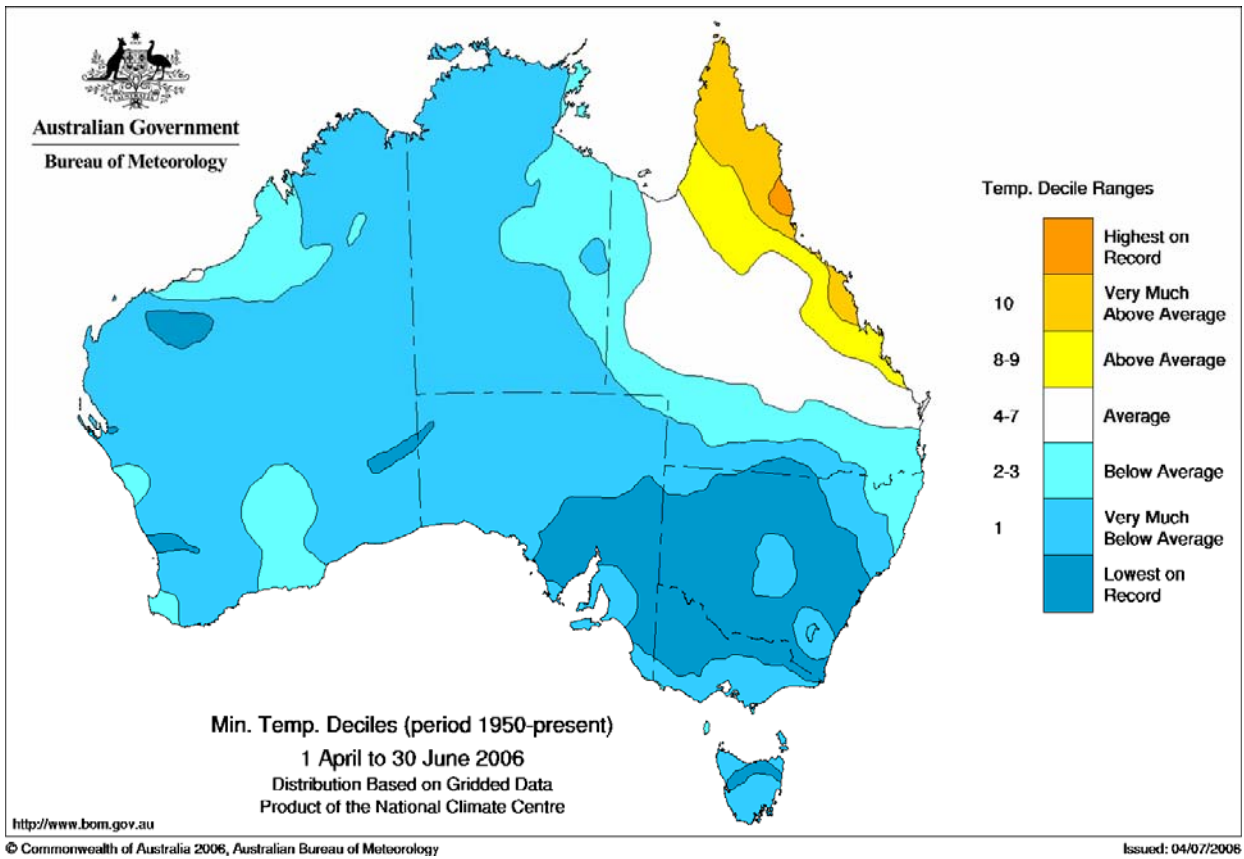 Australian Government
Bureau of Meteorology
Temp. Decile Ranges
Highest on
Record
10
Very Much
Above Average
8-9
Above Average
4-7
Average
2-3
Below Average
1
Very Much
Below Average
Lowest on
Record
Min. Temp. Deciles (period 1950-present)
1 April to 30 June 2006
Distribution Based on Gridded Data
Product of the National Climate Centre
http://www.bom.gov.au
© Commonwealth of Australia 2006, Australian Bureau of Meteorology
Issued: 04/07/2006